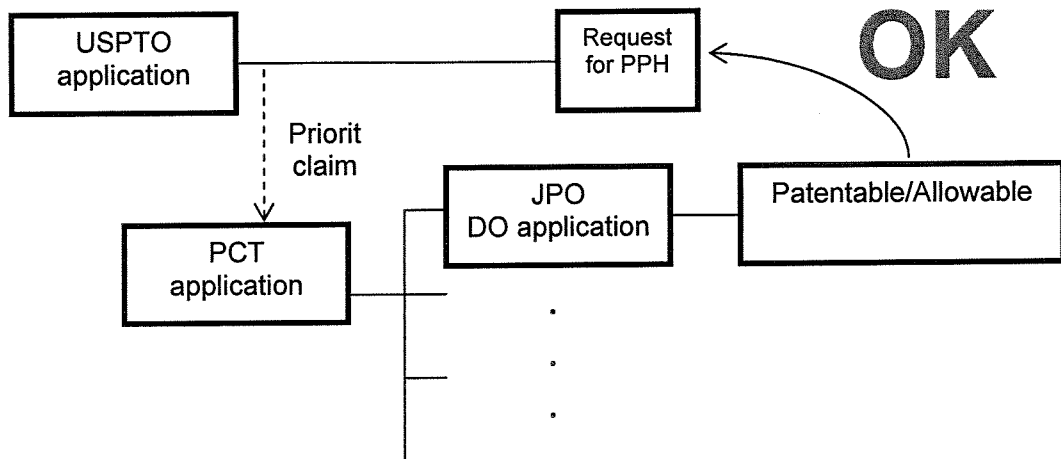 USPTO
application
Request
for PPH
OK
Priorit
claim
JPO
DO application
Patentable/Allowable
PCT
application